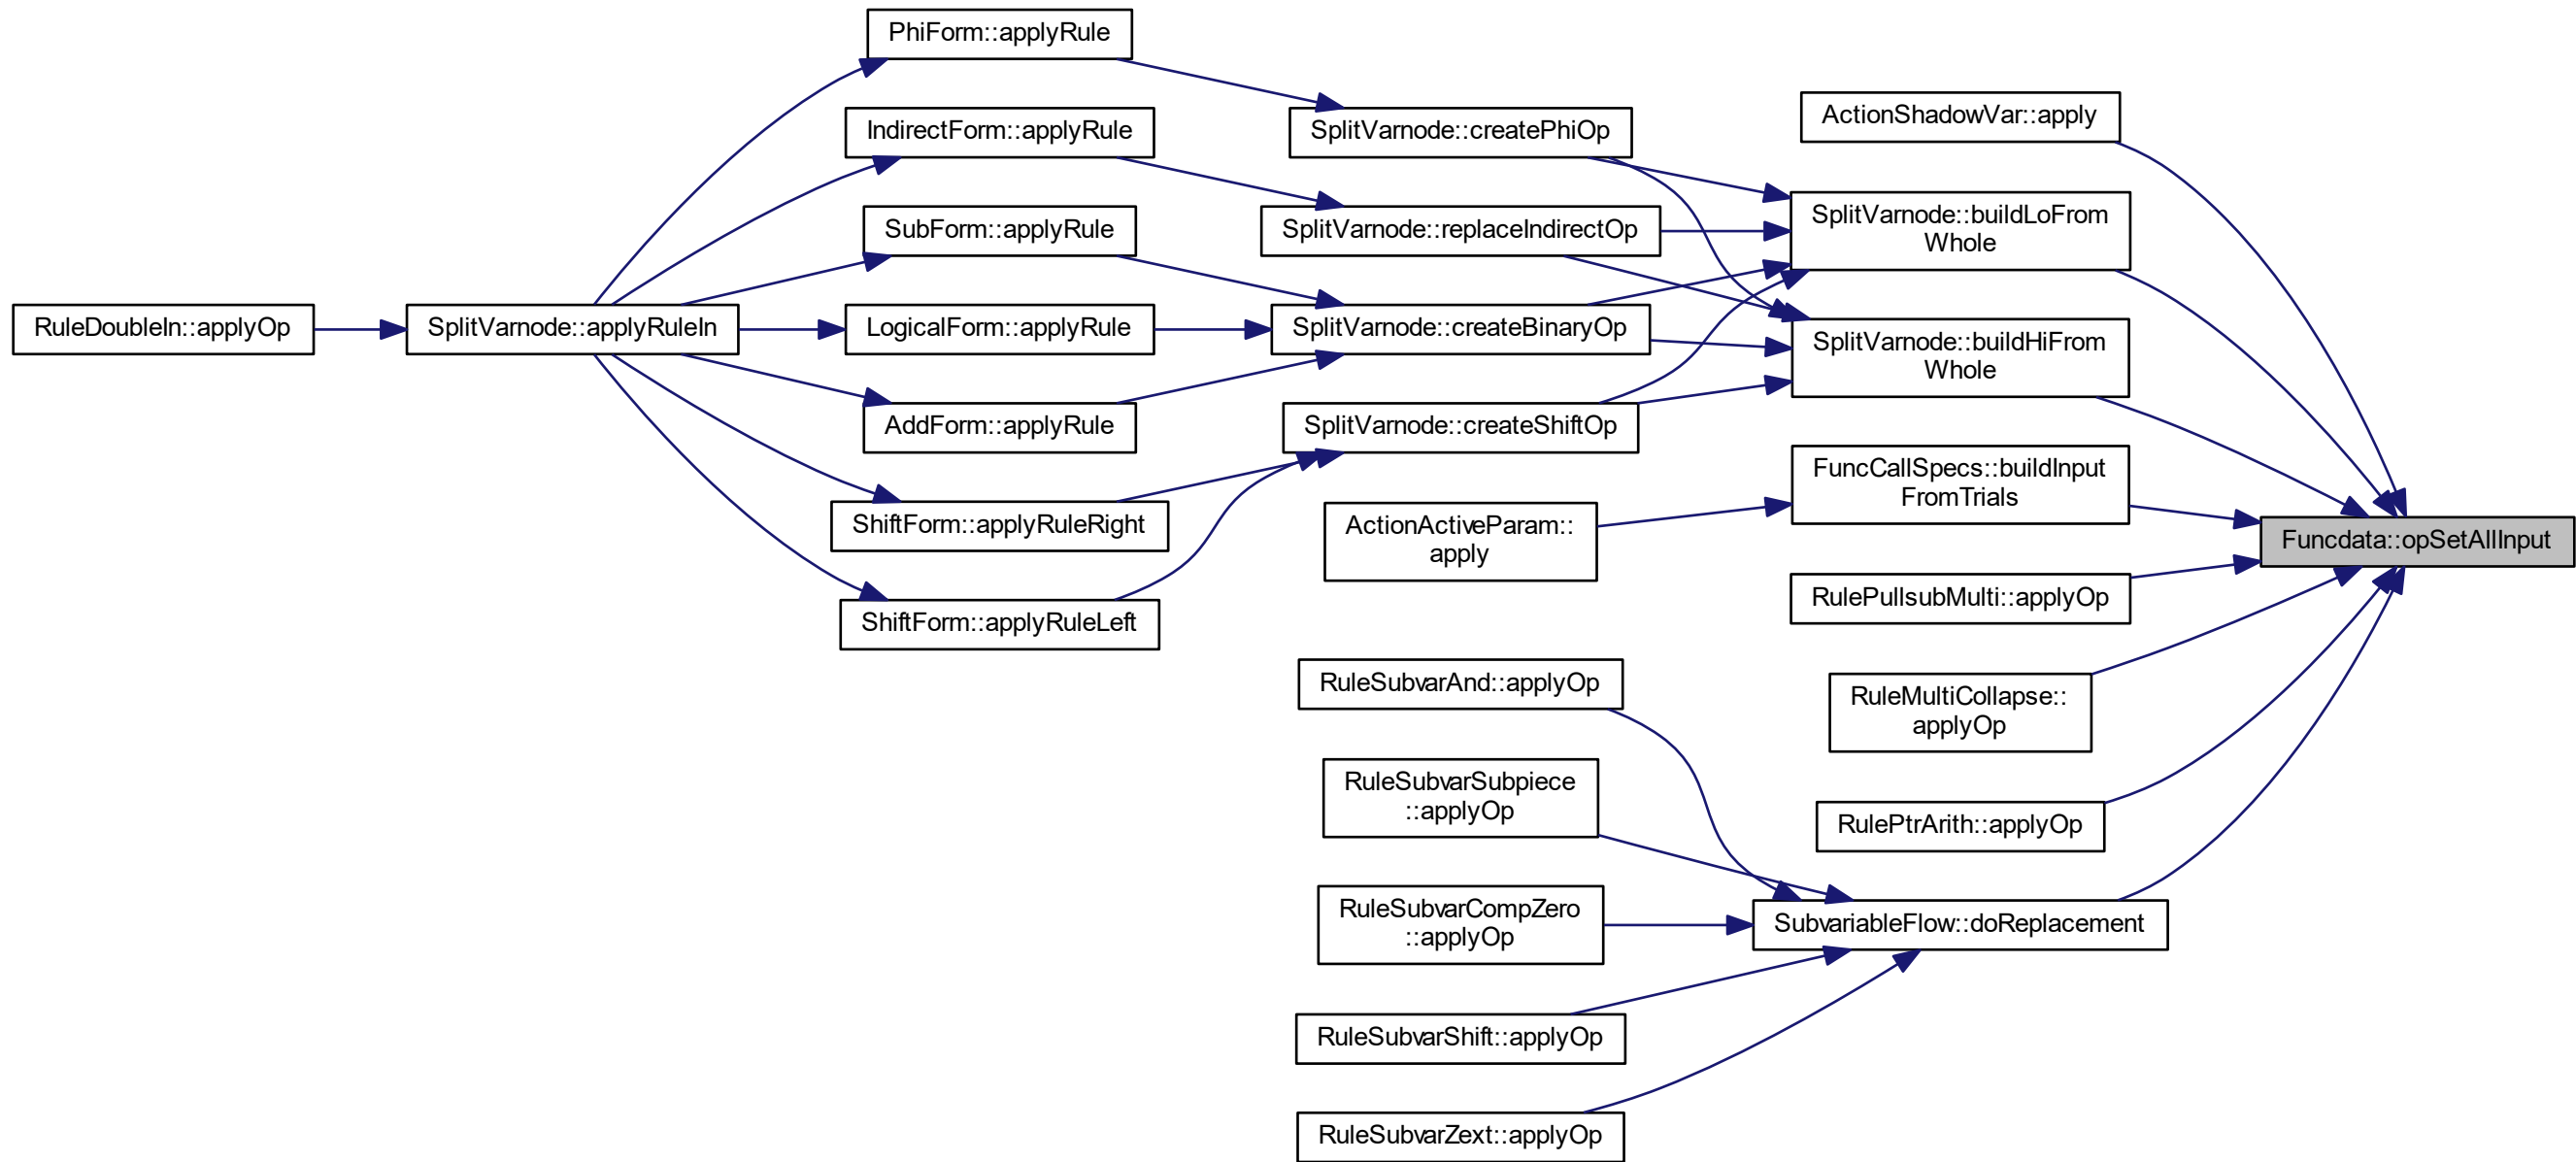 PhiForm::applyRule
IndirectForm::applyRule
SubForm::applyRule
RuleDoubleIn::applyOp
SplitVarnode::applyRuleIn
LogicalForm::applyRule
AddForm::applyRule
ShiftForm::applyRuleRight
ShiftForm::applyRuleLeft
SplitVarnode::createPhiOp
SplitVarnode::replaceIndirectOp
SplitVarnode::createBinaryOp
SplitVarnode::createShiftOp
ActionActiveParam::
apply
RuleSubvarAnd::applyOp
RuleSubvarSubpiece
::applyOp
RuleSubvarCompZero
::applyOp
RuleSubvarShift::applyOp
RuleSubvarZext::applyOp
ActionShadowVar::apply
SplitVarnode::buildLoFrom
Whole
SplitVarnode::buildHiFrom
Whole
FuncCallSpecs::buildInput
FromTrials
RulePullsubMulti::applyOp
RuleMultiCollapse::
applyOp
RulePtrArith::applyOp
SubvariableFlow::doReplacement
Funcdata::opSetAllInput